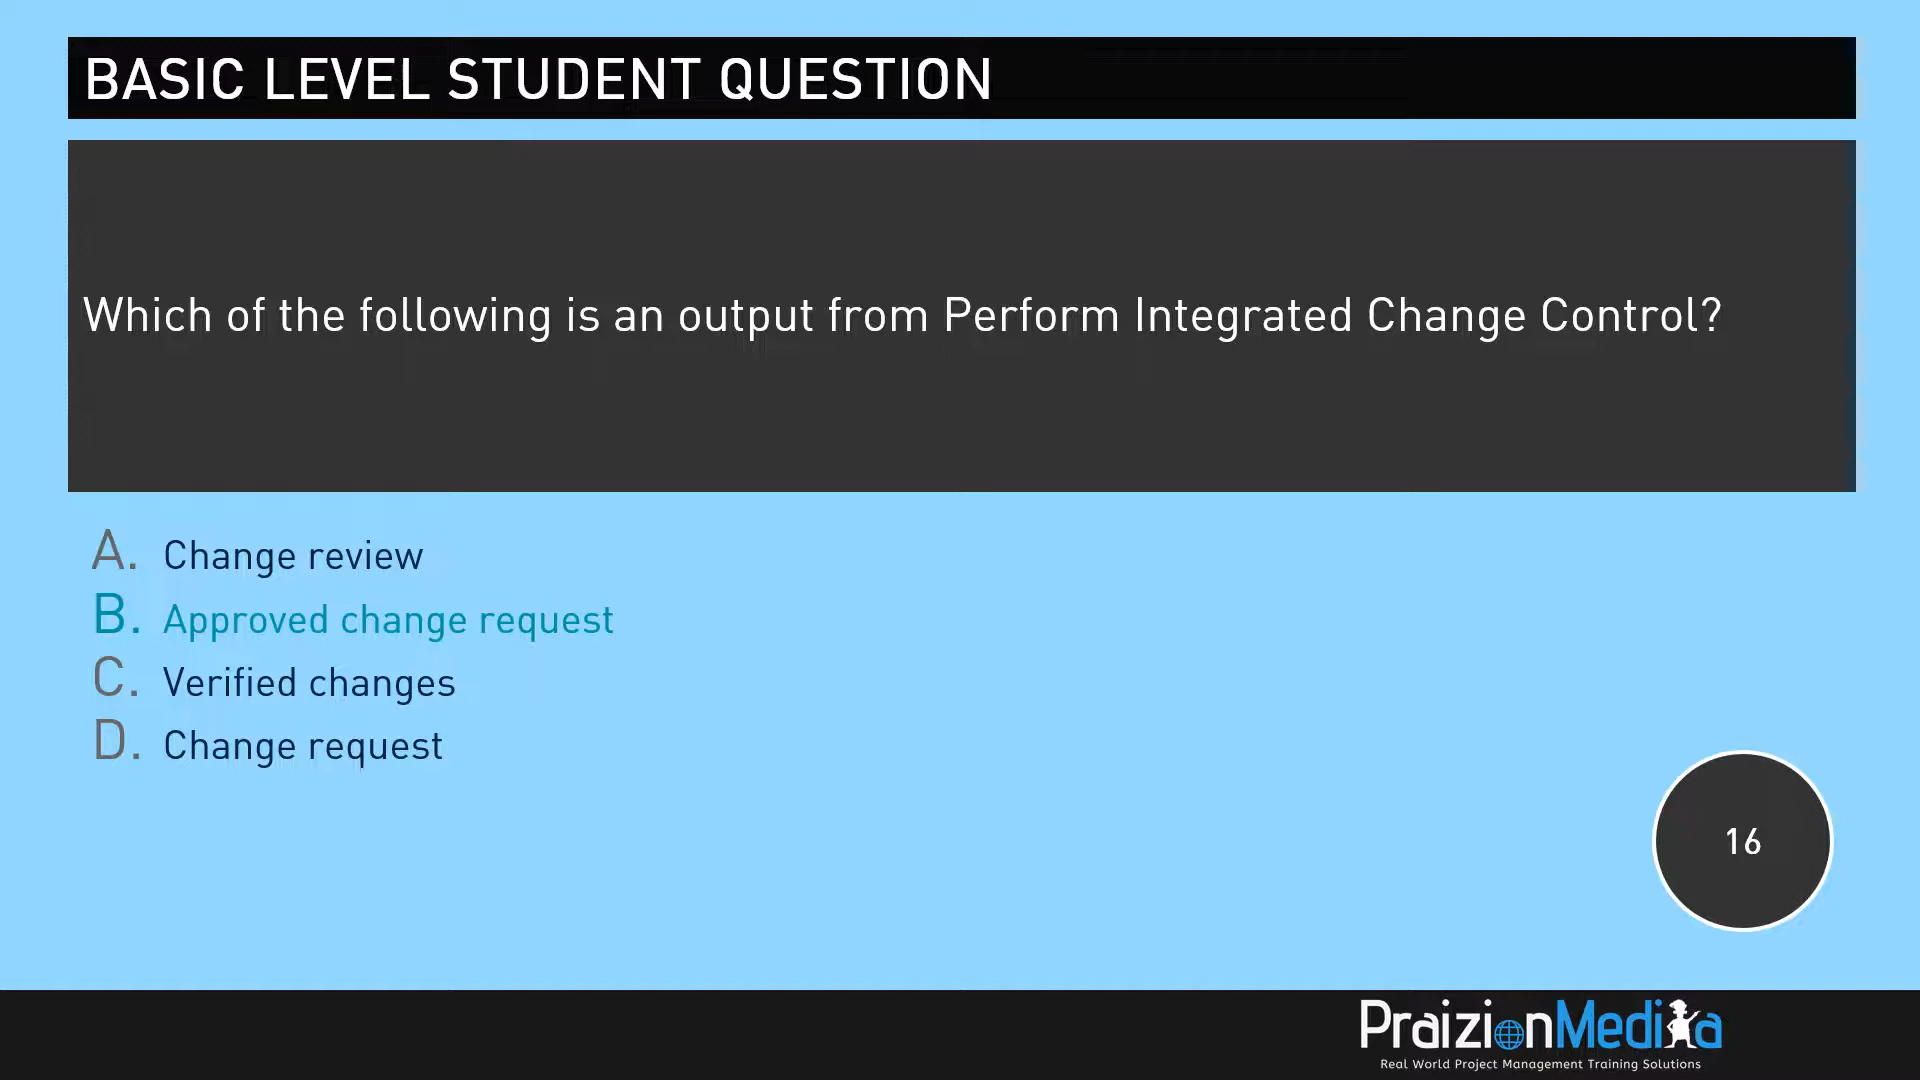 BASIC LEVEL STUDENT QUESTION
Which of the following is an output from Perform Integrated Change Control?
A. Change review
B. Approved change request
C. Verified changes
D. Change request
16
PraizionMedia
Real World Project Management Training Solutions